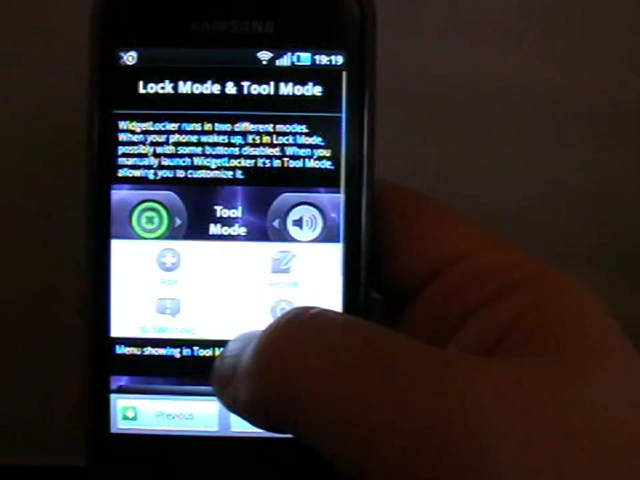 SAMSUNG
19:19
Lock Mode & Tool Mode
WidgetLocker runs in two different modes.
When your phone wakes up, it's in Lock Mode,
possibly with some buttons disabled. When you
manually launch WidgetLocker it's in Tool Mode,
allowing you to customize it.
Tool
Mode
Add
Menu showing in Tool
Previous